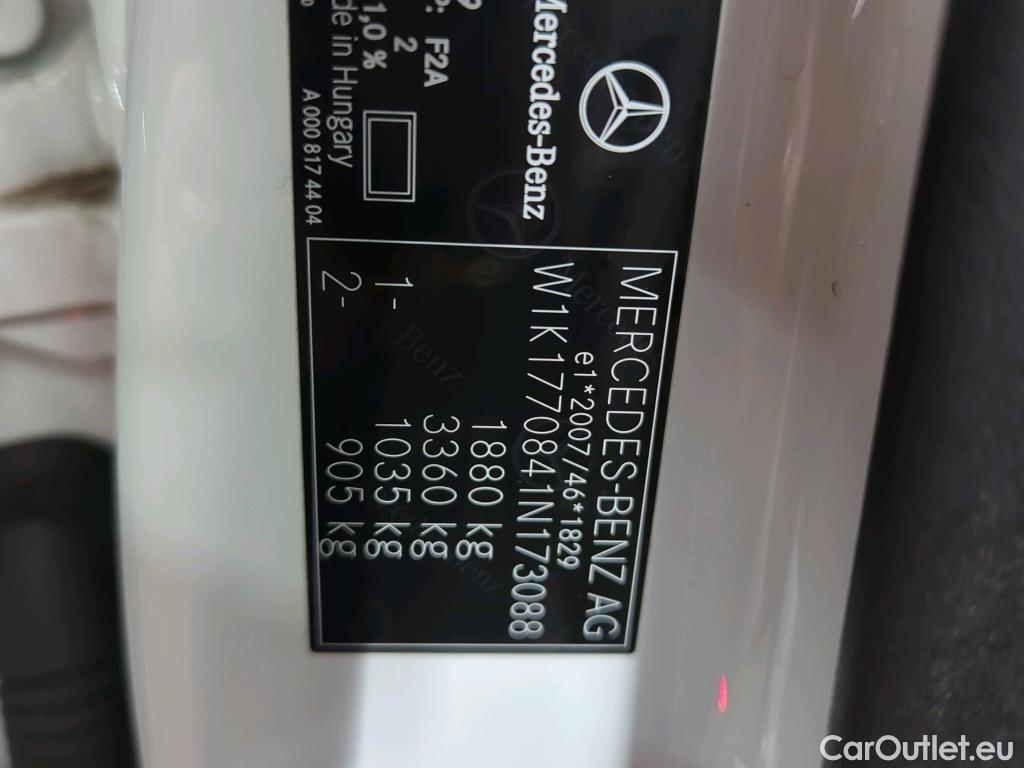 MERCEDES-BENZ AG
e1*2007/46*1829
W1K1770841N173088
1880 kg
3360 kg
1- 1035 kg
2- 905 kg
Mercedes-Benz
F2A
2
1,0 %
de in Hungary
A 000 817 44 04
CarOutlet.eu